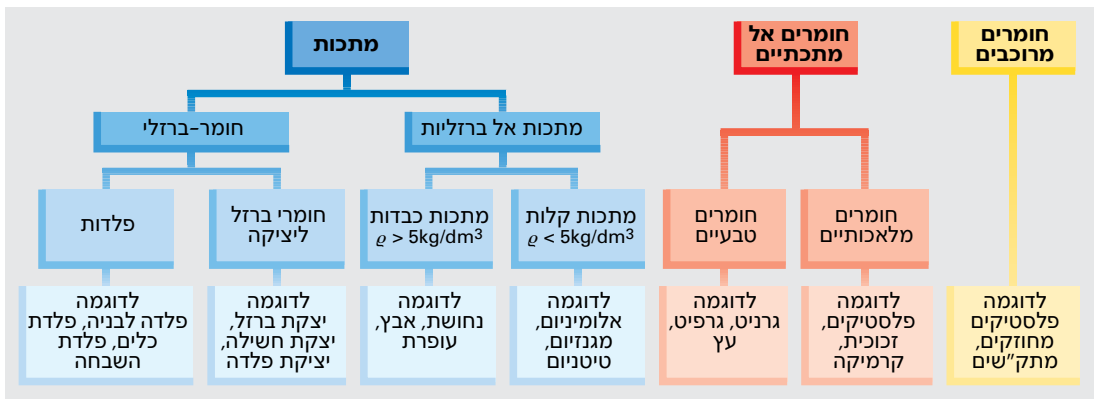 חומרים
מרוכבים
חומרים אל
מתכתיים
מתכות
מתכות אל ברזליות
חומר-ברזלי
חומרים
מלאכותיים
חומרים
טבעיים
מתכות קלות
ϱ < 5kg/dm³
מתכות כבדות
ϱ > 5kg/dm³
חומרי ברזל
ליציקה
פלדות
לדוגמה
פלסטיקים
מחוזקים,
מתק"שים
לדוגמה
פלסטיקים,
זכוכית,
קרמיקה
לדוגמה
גרניט, גרפיט,
עץ
לדוגמה
אלומיניום,
מגנזיום,
טיטניום
לדוגמה
נחושת, אבץ,
עופרת
לדוגמה
יצקת ברזל,
יצקת חשילה,
יציקת פלדה
לדוגמה
פלדה לבניה, פלדת
כלים, פלדת
השבחה